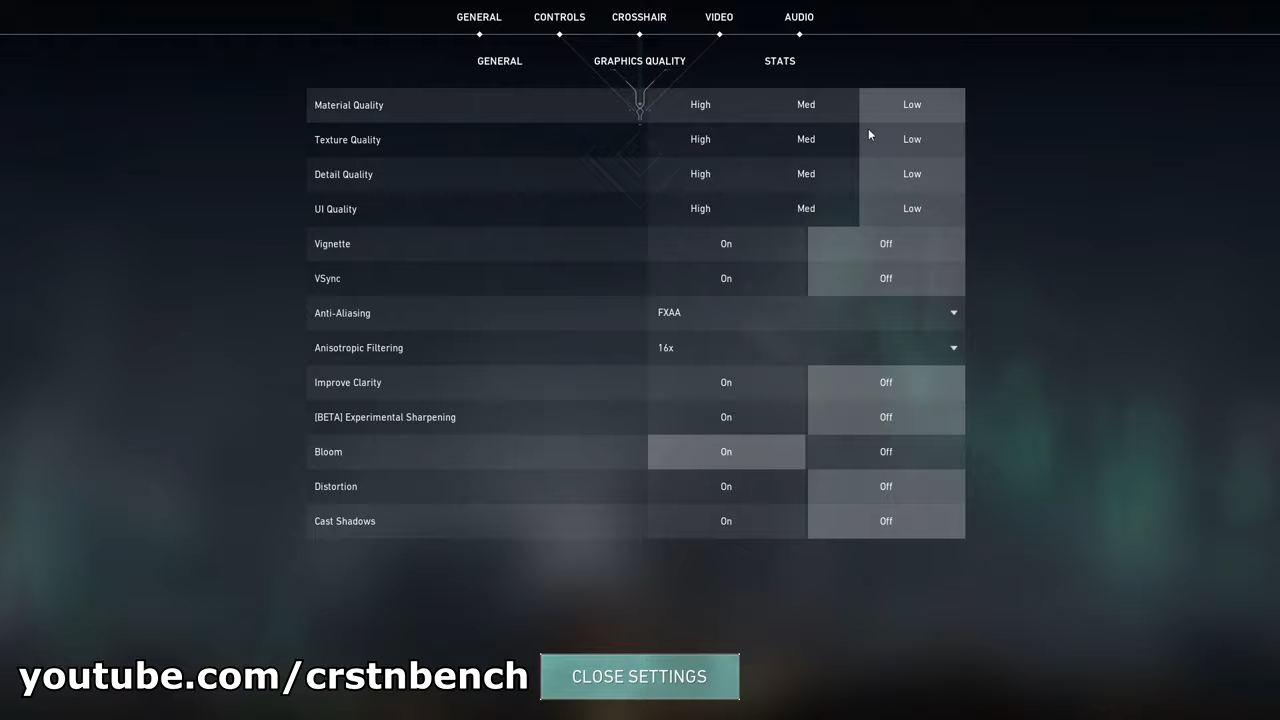 GENERAL CONTROLS CROSSHAIR VIDEO AUDIO
GENERAL GRAPHICS QUALITY STATS
Material Quality High Med Low
Texture Quality High Med Low
Detail Quality High Med Low
UI Quality High Med Low
Vignette On Off
VSync On Off
Anti-Aliasing FXAA
Anisotropic Filtering 16x
Improve Clarity On Off
[BETA] Experimental Sharpening On Off
Bloom On Off
Distortion On Off
Cast Shadows On Off
youtube.com/crstnbench CLOSE SETTINGS